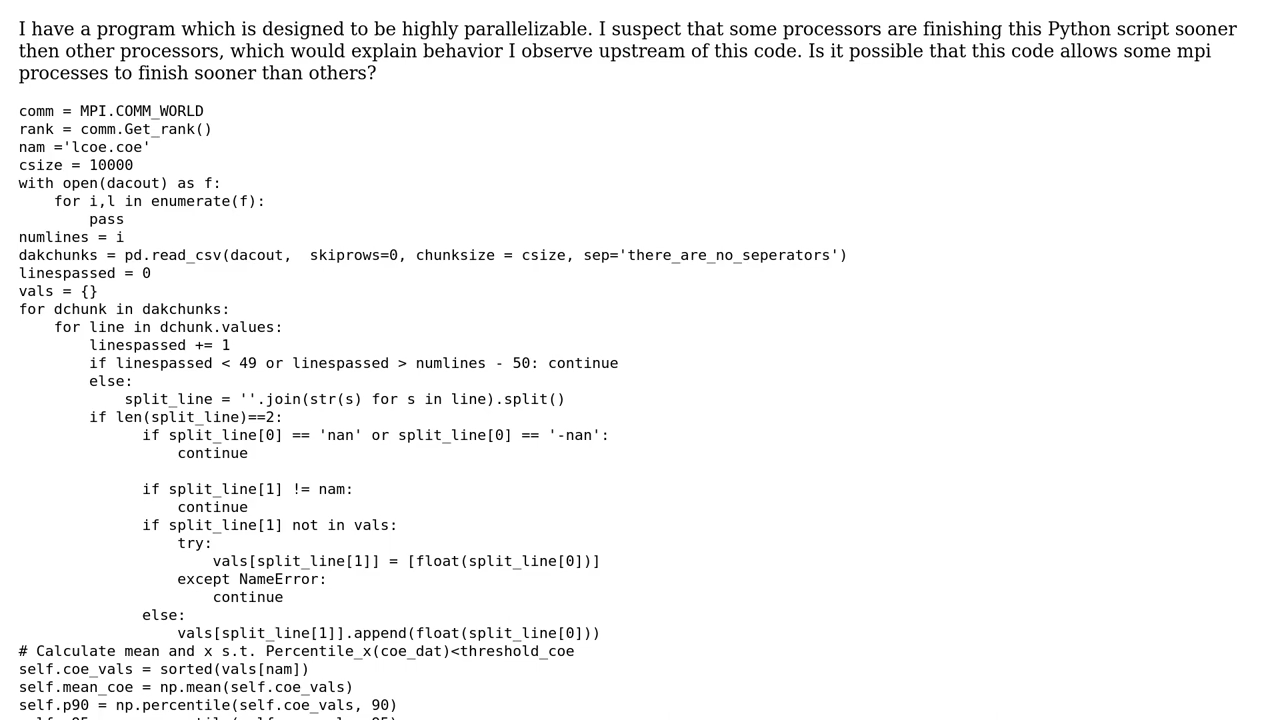 I have a program which is designed to be highly parallelizable. I suspect that some processors are finishing this Python script sooner
then other processors, which would explain behavior I observe upstream of this code. Is it possible that this code allows some mpi
processes to finish sooner than others?
comm = MPI.COMM_WORLD
rank = comm.Get_rank()
nam ='lcoe.coe'
csize = 10000
with open(dacout) as f:
    for i,l in enumerate(f):
        pass
numlines = i
dakchunks = pd.read_csv(dacout,  skiprows=0, chunksize = csize, sep='there_are_no_seperators')
linespassed = 0
vals = {}
for dchunk in dakchunks:
    for line in dchunk.values:
        linespassed += 1
        if linespassed < 49 or linespassed > numlines - 50: continue
        else:
            split_line = ''.join(str(s) for s in line).split()
        if len(split_line)==2:
              if split_line[0] == 'nan' or split_line[0] == '-nan':
                  continue
              if split_line[1] != nam:
                  continue
              if split_line[1] not in vals:
                  try:
                      vals[split_line[1]] = [float(split_line[0])]
                  except NameError:
                      continue
              else:
                  vals[split_line[1]].append(float(split_line[0]))
# Calculate mean and x s.t. Percentile_x(coe_dat)<threshold_coe
self.coe_vals = sorted(vals[nam])
self.mean_coe = np.mean(self.coe_vals)
self.p90 = np.percentile(self.coe_vals, 90)